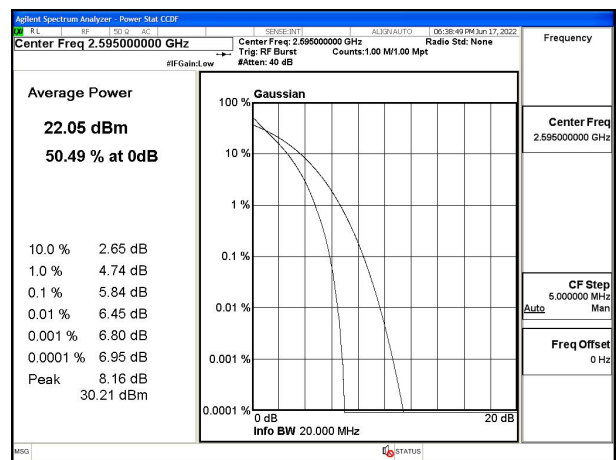 Agilent Spectrum Analyzer - Power Stat CCDF
RL RF 50 Ω AC SENSE:INT ALIGN AUTO 06:38:49 PM Jun 17, 2022
Center Freq 2.595000000 GHz
Center Freq: 2.595000000 GHz Radio Std: None
Trig: RF Burst Counts:1.00 M/1.00 Mpt
#IFGain:Low #Atten: 40 dB
Frequency
Average Power
22.05 dBm
50.49 % at 0dB
10.0 % 2.65 dB
1.0 % 4.74 dB
0.1 % 5.84 dB
0.01 % 6.45 dB
0.001 % 6.80 dB
0.0001 % 6.95 dB
Peak 8.16 dB
30.21 dBm
Gaussian
100 %
10 %
1 %
0.1 %
0.01 %
0.001 %
0.0001 %
0 dB 20 dB
Info BW 20.000 MHz
Center Freq
2.595000000 GHz
CF Step
5.000000 MHz
Auto Man
Freq Offset
0 Hz
MSG STATUS